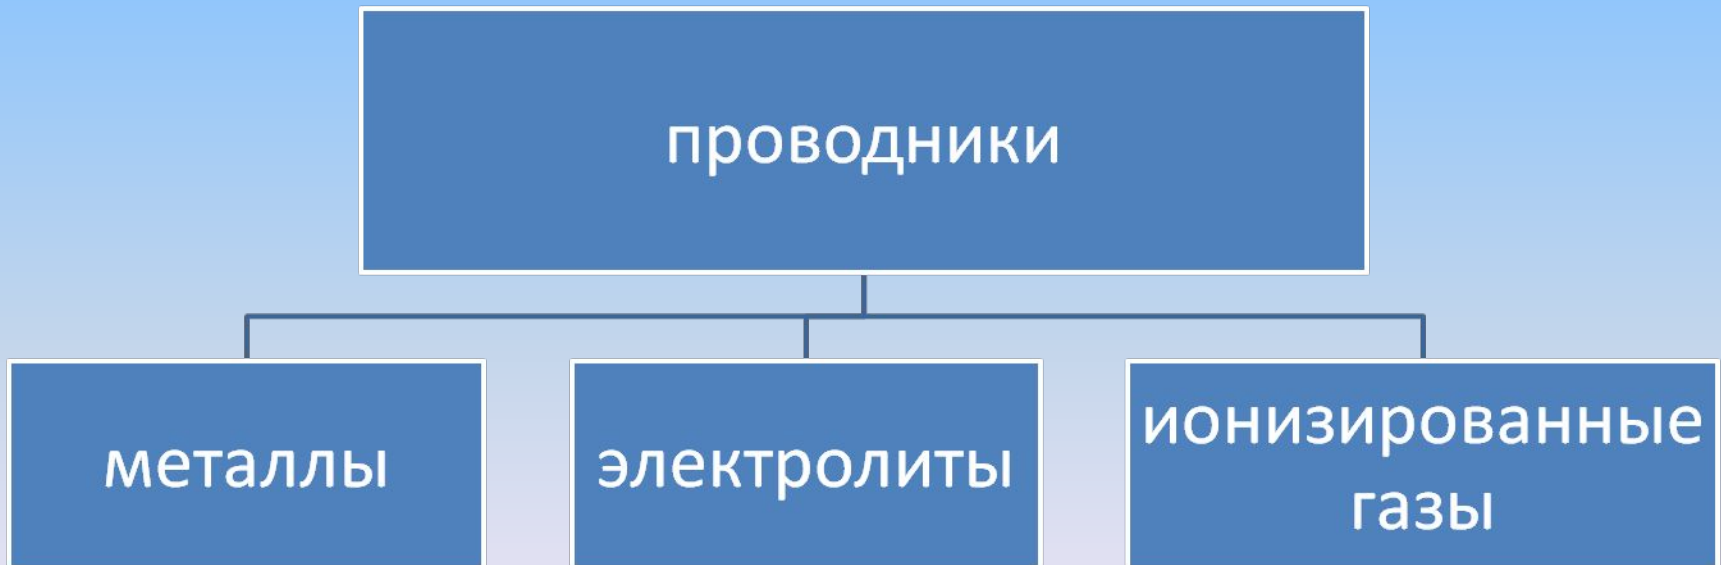 проводники
металлы
электролиты
ионизированные
газы